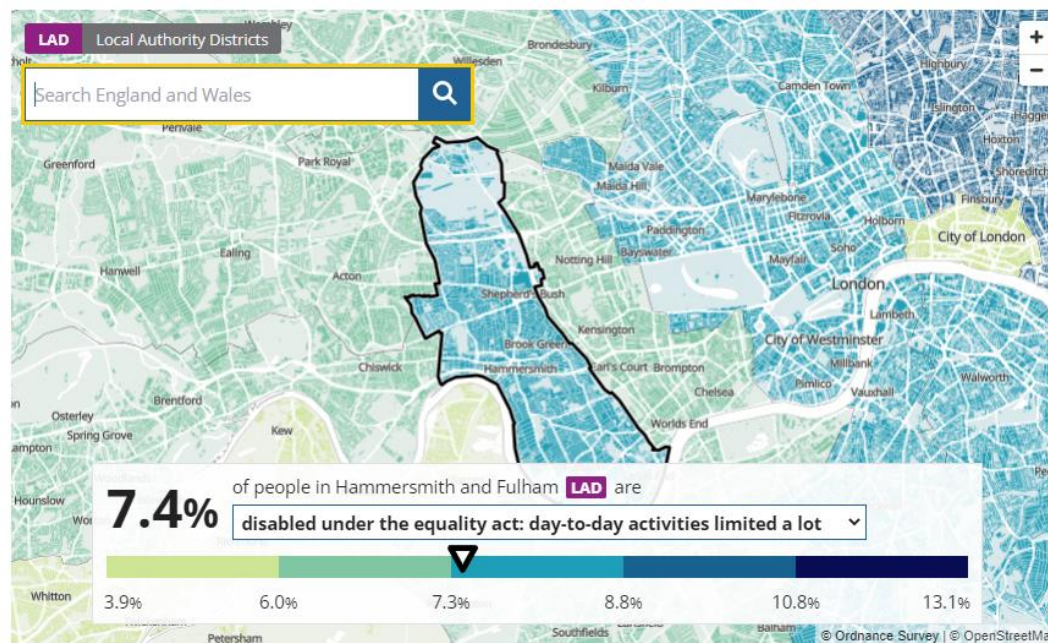 Wembley
LAD Local Authority Districts
Brondesbury
+
Willesden
Highbury
−
Search England and Wales
Kilburn
Camden Town
Islington
Perivale
Hoxton
Greenford
Park Royal
Maida Vale
Shoreditch
Maida Hill
Marylebone
Finsbury
Fitzrovia
Holborn
Paddington
City of London
Ealing
Bayswater
Soho
Hanwell
Acton
Notting Hill
Mayfair
London
Shepherd's Bush
Lambeth
Kensington
City of Westminster
Brook Green
Chiswick
Hammersmith
Earl's Court
Brompton
Millbank
Walworth
Chelsea
Pimlico
Vauxhall
Brentford
Osterley
Worlds End
Spring Grove
Kew
Hounslow
7.4%
of people in Hammersmith and Fulham LAD are
disabled under the equality act: day-to-day activities limited a lot
Whitton
3.9% 6.0% 7.3% 8.8% 10.8% 13.1%
Petersham
Southfields
Balham
© Ordnance Survey | © OpenStreetMa